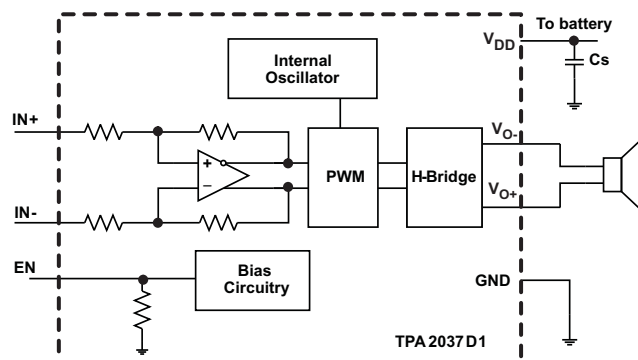 To battery
V_DD
Cs
Internal
Oscillator
IN+
+
–
PWM
H-Bridge
V_O-
V_O+
IN-
EN
Bias
Circuitry
GND
TPA 2037 D1